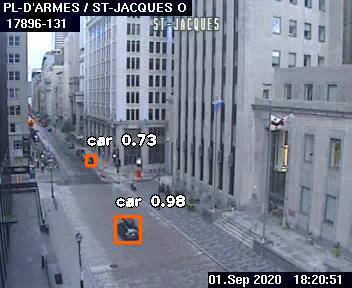 PL-D'ARMES / ST-JACQUES O
17896-131
ST-JACQUES
car 0.73
car 0.98
01.Sep 2020 18:20:51